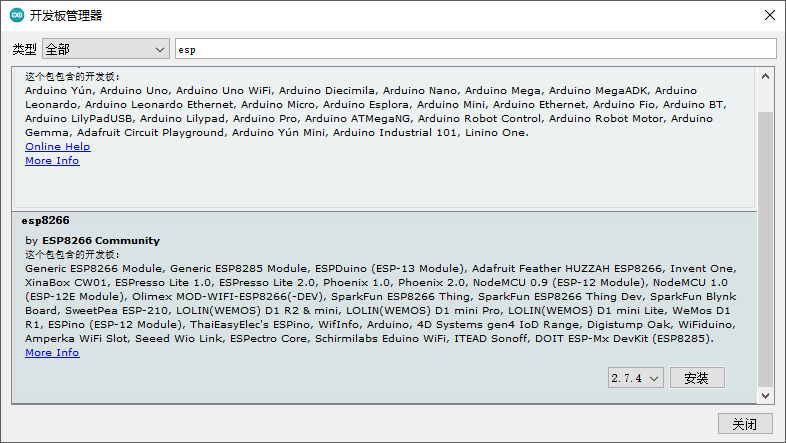 开发板管理器
类型 全部 esp
这个包包含的开发板:
Arduino Yún, Arduino Uno, Arduino Uno WiFi, Arduino Diecimila, Arduino Nano, Arduino Mega, Arduino MegaADK, Arduino
Leonardo, Arduino Leonardo Ethernet, Arduino Micro, Arduino Esplora, Arduino Mini, Arduino Ethernet, Arduino Fio, Arduino BT,
Arduino LilyPadUSB, Arduino Lilypad, Arduino Pro, Arduino ATMegaNG, Arduino Robot Control, Arduino Robot Motor, Arduino
Gemma, Adafruit Circuit Playground, Arduino Yún Mini, Arduino Industrial 101, Linino One.
Online Help
More Info
esp8266
by ESP8266 Community
这个包包含的开发板:
Generic ESP8266 Module, Generic ESP8285 Module, ESPDuino (ESP-13 Module), Adafruit Feather HUZZAH ESP8266, Invent One,
XinaBox CW01, ESPresso Lite 1.0, ESPresso Lite 2.0, Phoenix 1.0, Phoenix 2.0, NodeMCU 0.9 (ESP-12 Module), NodeMCU 1.0
(ESP-12E Module), Olimex MOD-WIFI-ESP8266(-DEV), SparkFun ESP8266 Thing, SparkFun ESP8266 Thing Dev, SparkFun Blynk
Board, SweetPea ESP-210, LOLIN(WEMOS) D1 R2 & mini, LOLIN(WEMOS) D1 mini Pro, LOLIN(WEMOS) D1 mini Lite, WeMos D1
R1, ESPino (ESP-12 Module), ThaiEasyElec's ESPino, WifInfo, Arduino, 4D Systems gen4 IoD Range, Digistump Oak, WiFiduino,
Amperka WiFi Slot, Seeed Wio Link, ESPectro Core, Schirmilabs Eduino WiFi, ITEAD Sonoff, DOIT ESP-Mx DevKit (ESP8285).
More Info
2.7.4 安装
关闭